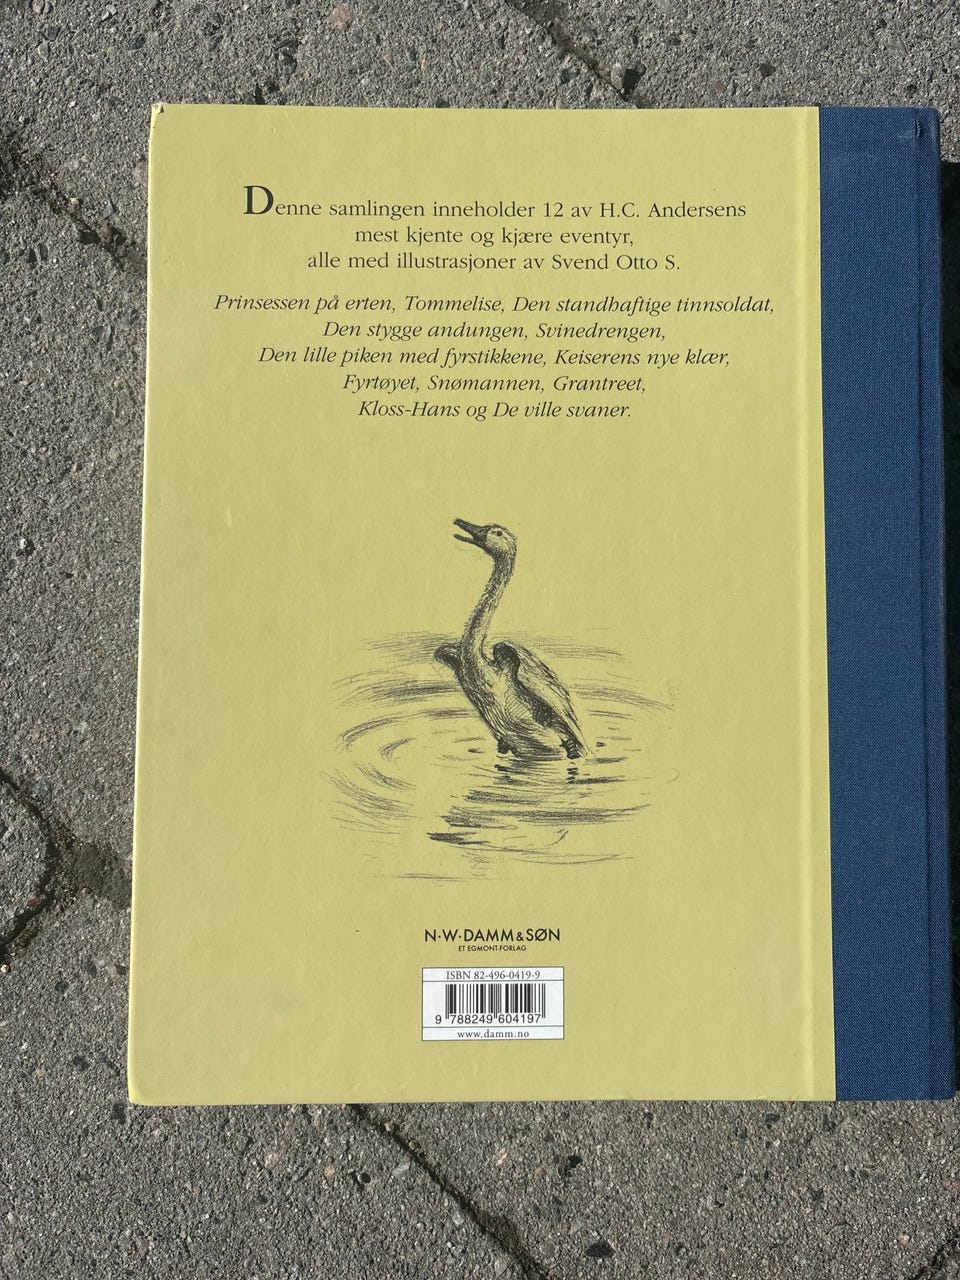 Denne samlingen inneholder 12 av H.C. Andersens
mest kjente og kjære eventyr,
alle med illustrasjoner av Svend Otto S.
Prinsessen på erten, Tommelise, Den standhaftige tinnsoldat,
Den stygge andungen, Svinedrengen,
Den lille piken med fyrstikkene, Keiserens nye klær,
Fyrtøyet, Snømannen, Grantreet,
Kloss-Hans og De ville svaner.
N·W·DAMM & SØN
ET EGMONT-FORLAG
ISBN 82-496-0419-9
9 788249 604197
www.damm.no